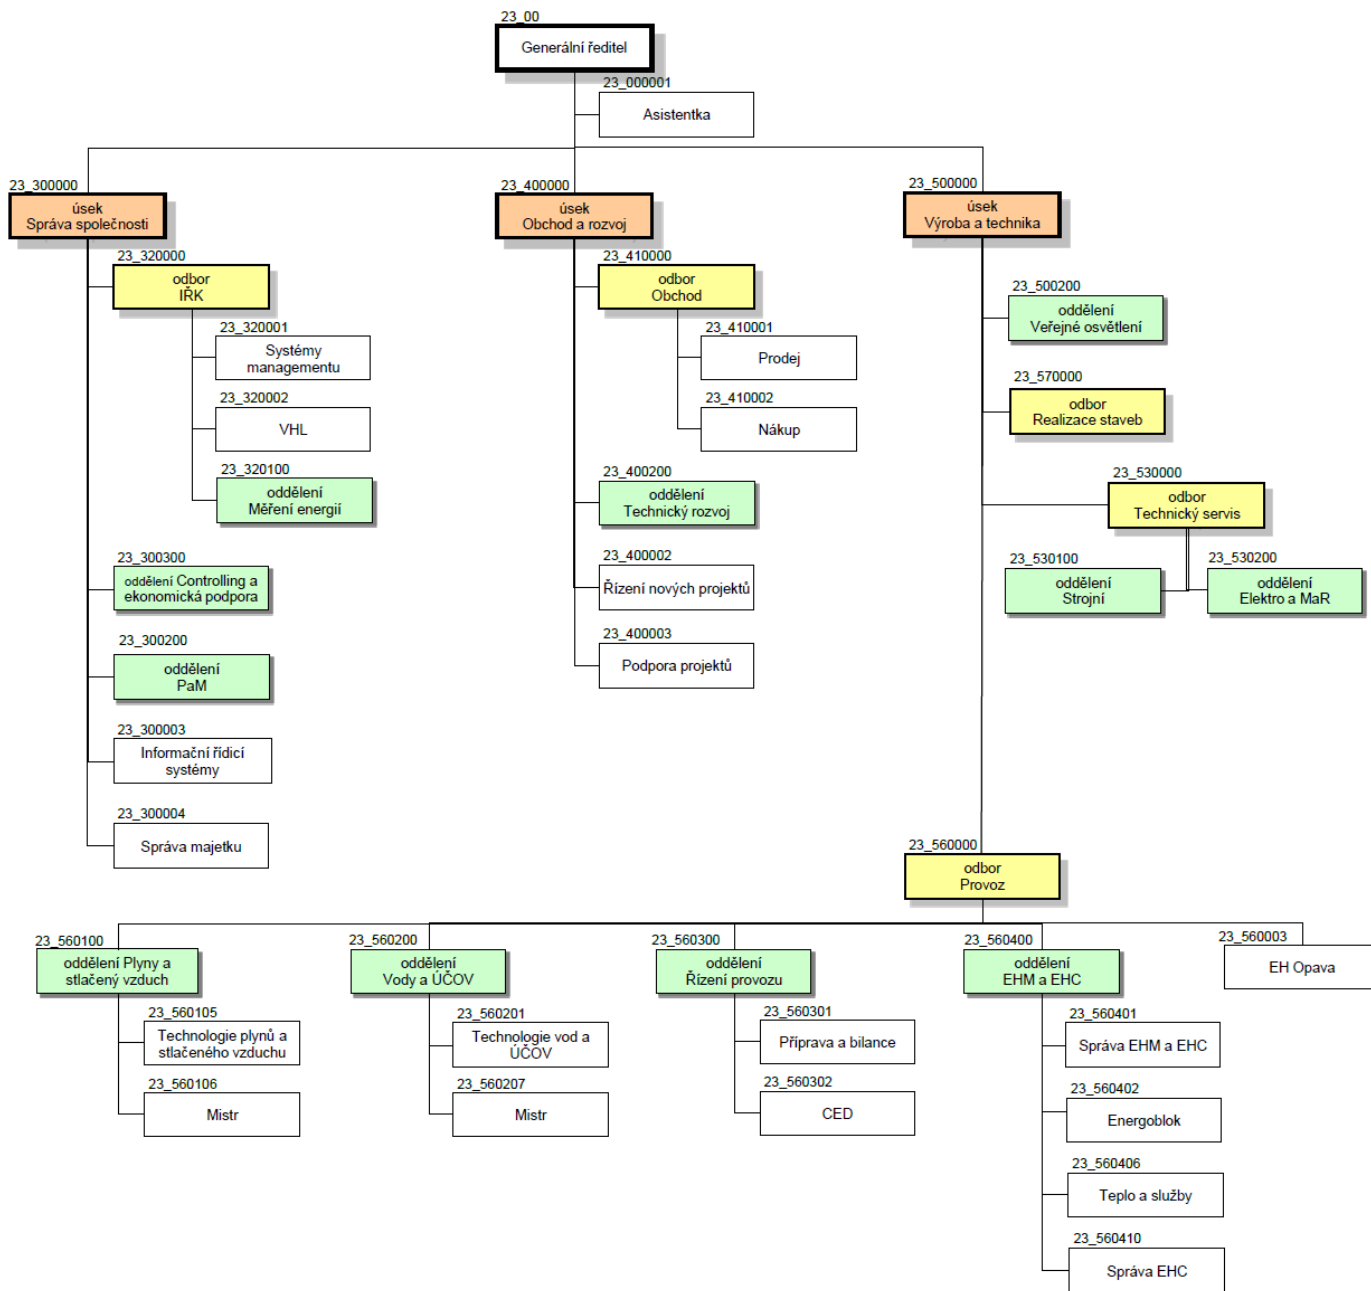 23_00
Generální ředitel
23_000001
Asistentka
23_300000
úsek
Správa společnosti
23_320000
odbor
IŘK
23_320001
Systémy
managementu
23_320002
VHL
23_320100
oddělení
Měření energií
23_300300
oddělení Controlling a
ekonomická podpora
23_300200
oddělení
PaM
23_300003
Informační řídicí
systémy
23_300004
Správa majetku
23_400000
úsek
Obchod a rozvoj
23_410000
odbor
Obchod
23_410001
Prodej
23_410002
Nákup
23_400200
oddělení
Technický rozvoj
23_400002
Řízení nových projektů
23_400003
Podpora projektů
23_500000
úsek
Výroba a technika
23_500200
oddělení
Veřejné osvětlení
23_570000
odbor
Realizace staveb
23_530000
odbor
Technický servis
23_530100
oddělení
Strojní
23_530200
oddělení
Elektro a MaR
23_560000
odbor
Provoz
23_560100
oddělení Plyny a
stlačený vzduch
23_560105
Technologie plynů a
stlačeného vzduchu
23_560106
Mistr
23_560200
oddělení
Vody a ÚČOV
23_560201
Technologie vod a
ÚČOV
23_560207
Mistr
23_560300
oddělení
Řízení provozu
23_560301
Příprava a bilance
23_560302
CED
23_560400
oddělení
EHM a EHC
23_560401
Správa EHM a EHC
23_560402
Energoblok
23_560406
Teplo a služby
23_560410
Správa EHC
23_560003
EH Opava